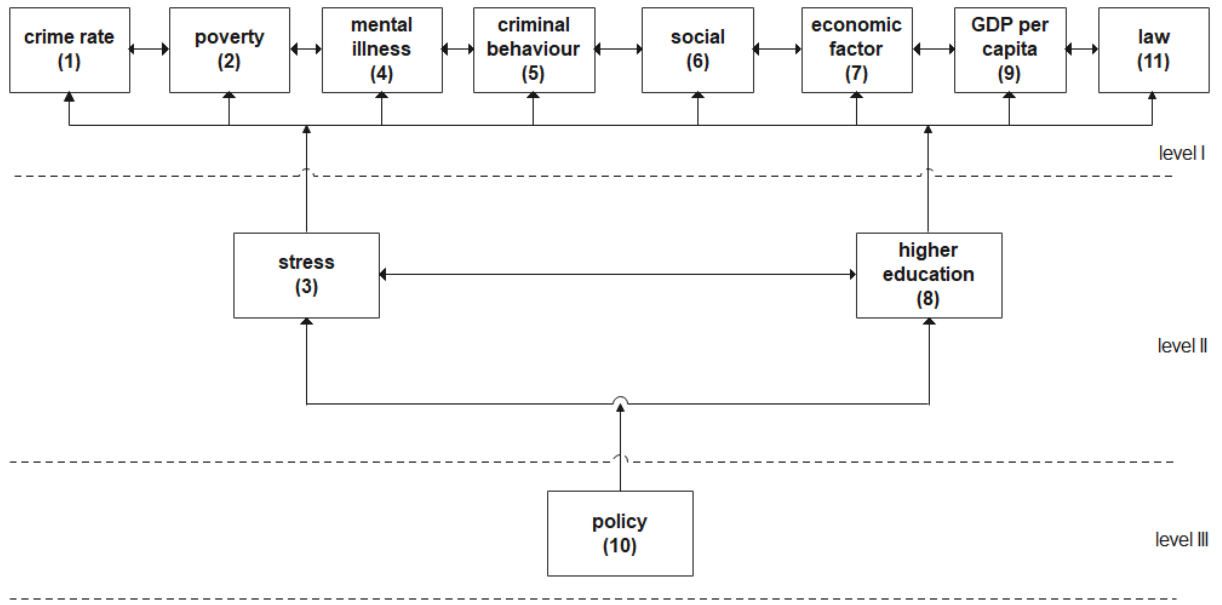 crime rate
(1)
poverty
(2)
mental
illness
(4)
criminal
behaviour
(5)
social
(6)
economic
factor
(7)
GDP per
capita
(9)
law
(11)
level I
stress
(3)
higher
education
(8)
level II
policy
(10)
level III